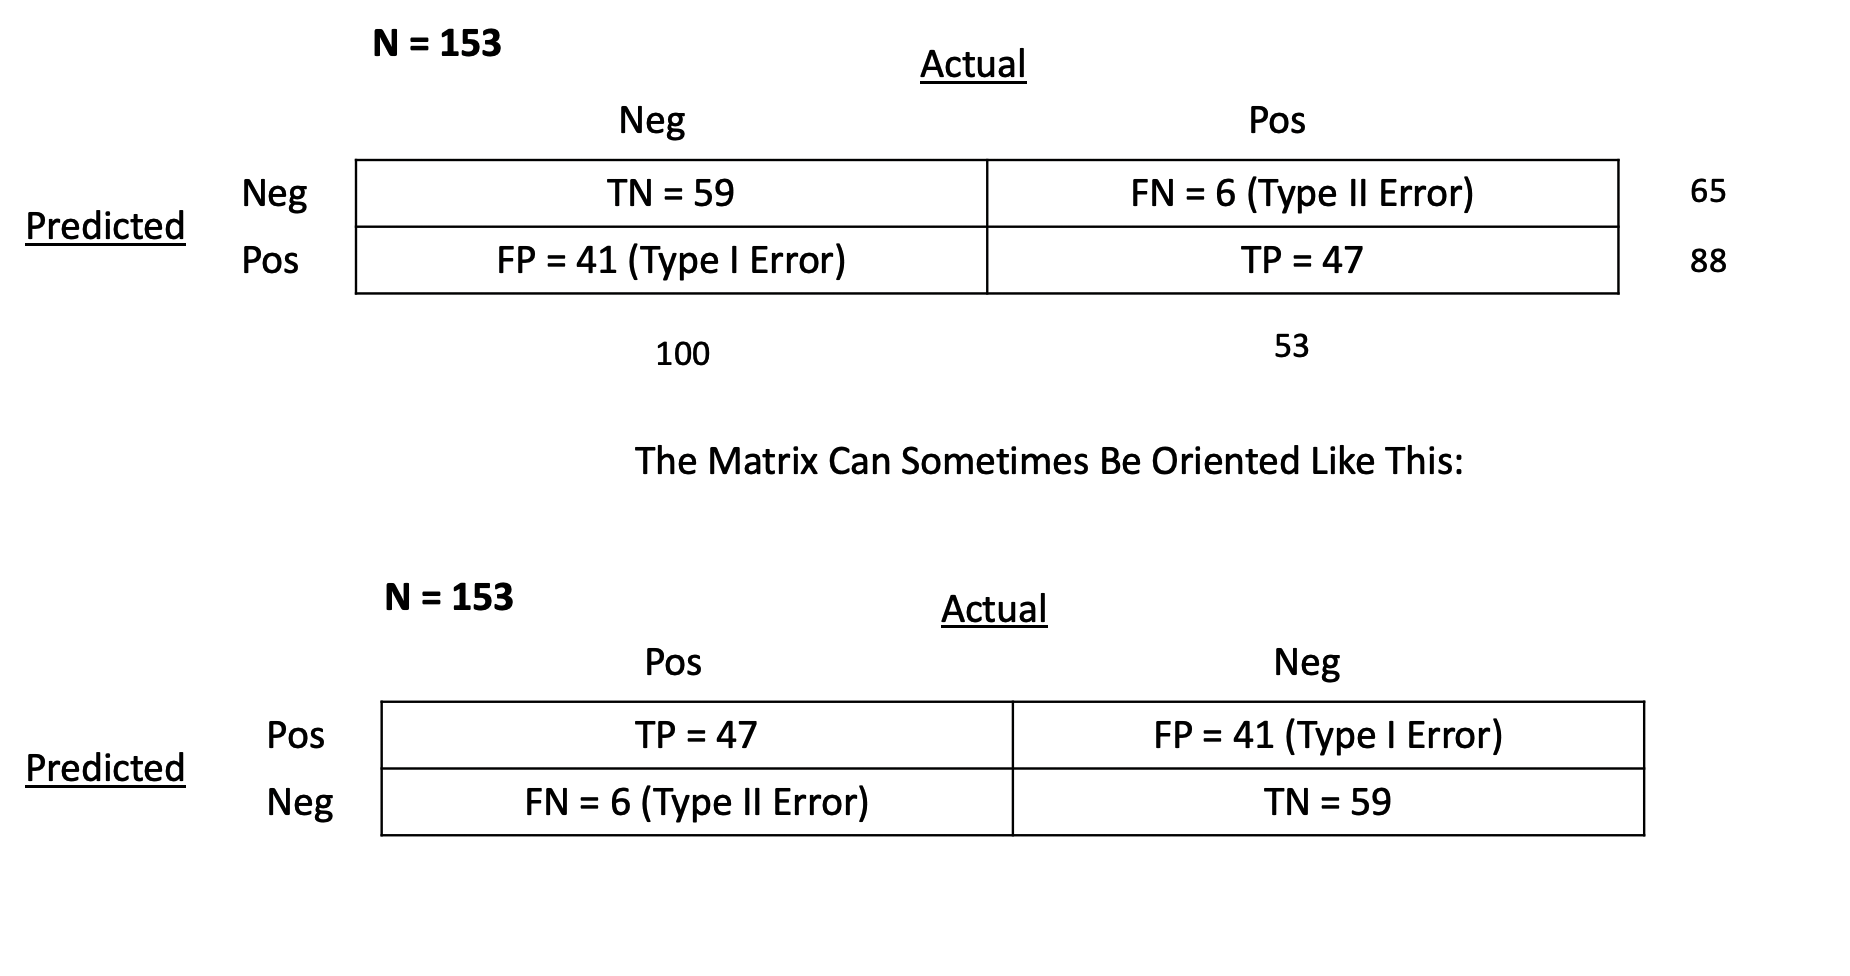 N = 153
Actual
Neg Pos
Neg TN = 59 FN = 6 (Type II Error) 65
Predicted
Pos FP = 41 (Type I Error) TP = 47 88
100 53
The Matrix Can Sometimes Be Oriented Like This:
N = 153
Actual
Pos Neg
Pos TP = 47 FP = 41 (Type I Error)
Predicted
Neg FN = 6 (Type II Error) TN = 59